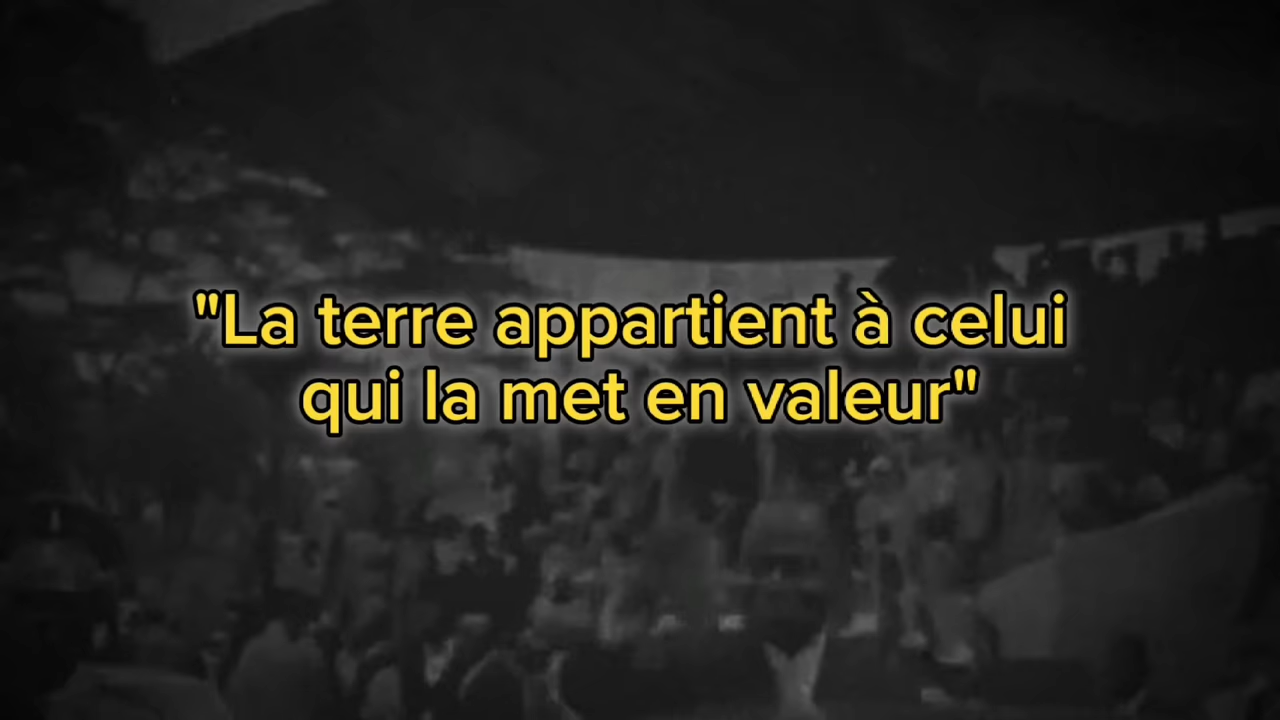 "La terre appartient à celui
qui la met en valeur"